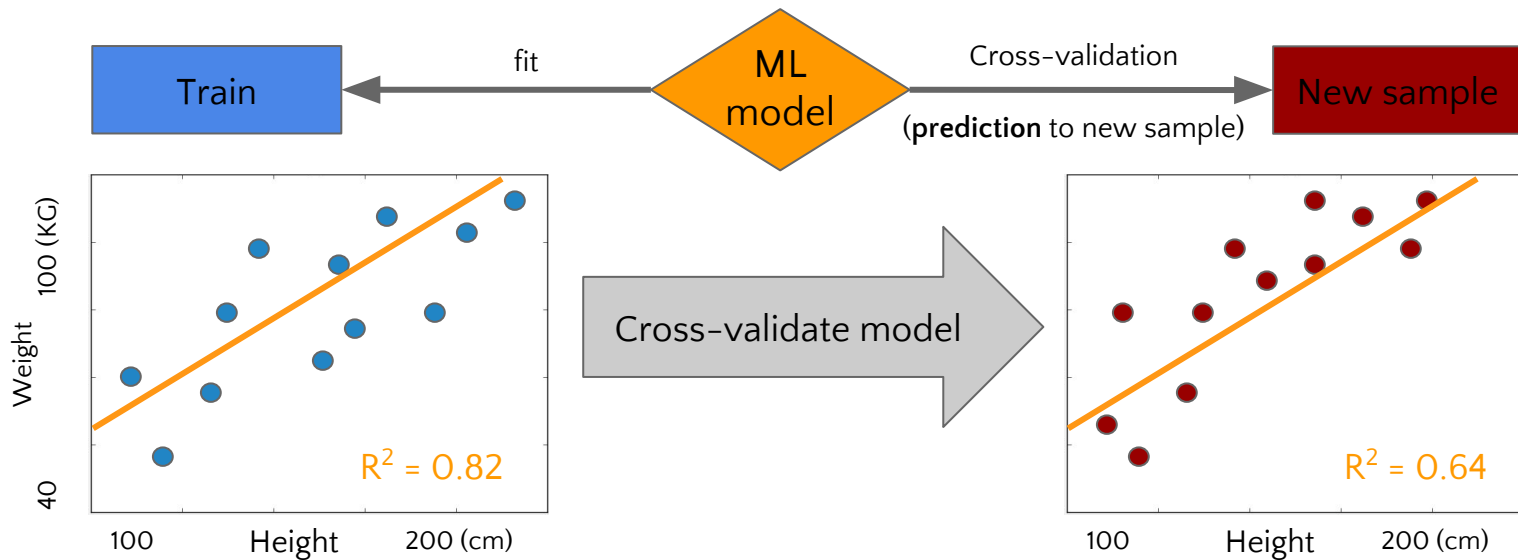 Train
fit
ML
model
Cross-validation
(prediction to new sample)
New sample
Weight
40
100 (KG)
R² = 0.82
100
Height
200 (cm)
Cross-validate model
R² = 0.64
100
Height
200 (cm)